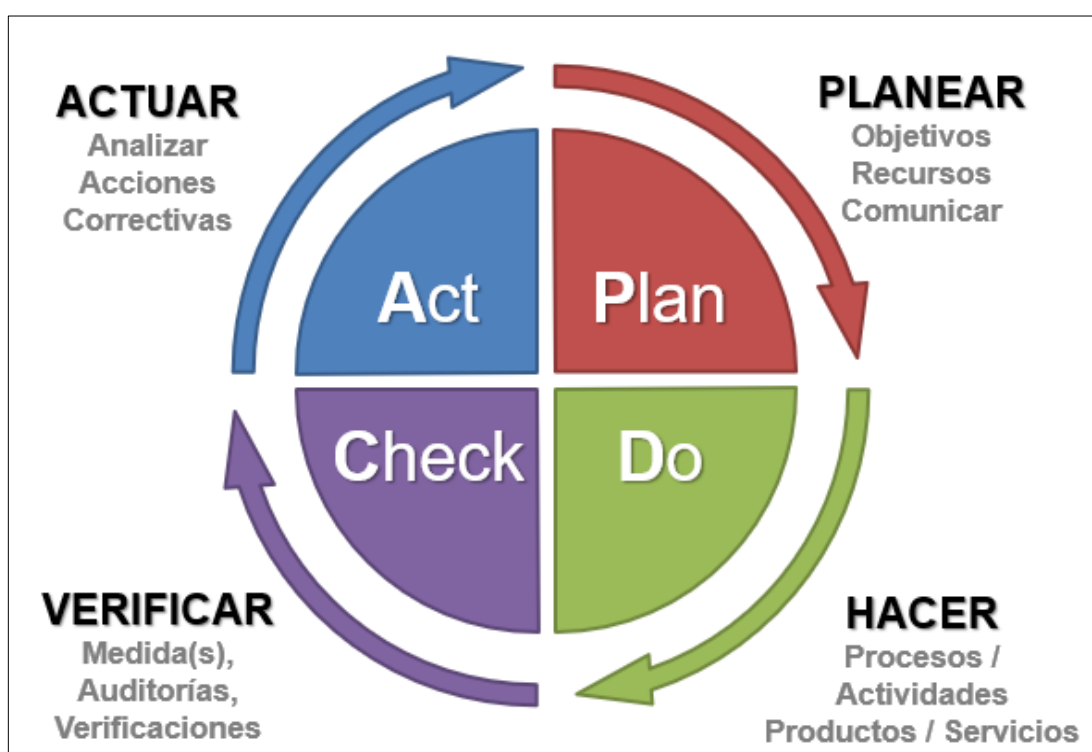 ACTUAR
Analizar
Acciones
Correctivas
PLANEAR
Objetivos
Recursos
Comunicar
Act
Plan
Check
Do
VERIFICAR
Medida(s),
Auditorías,
Verificaciones
HACER
Procesos /
Actividades
Productos / Servicios